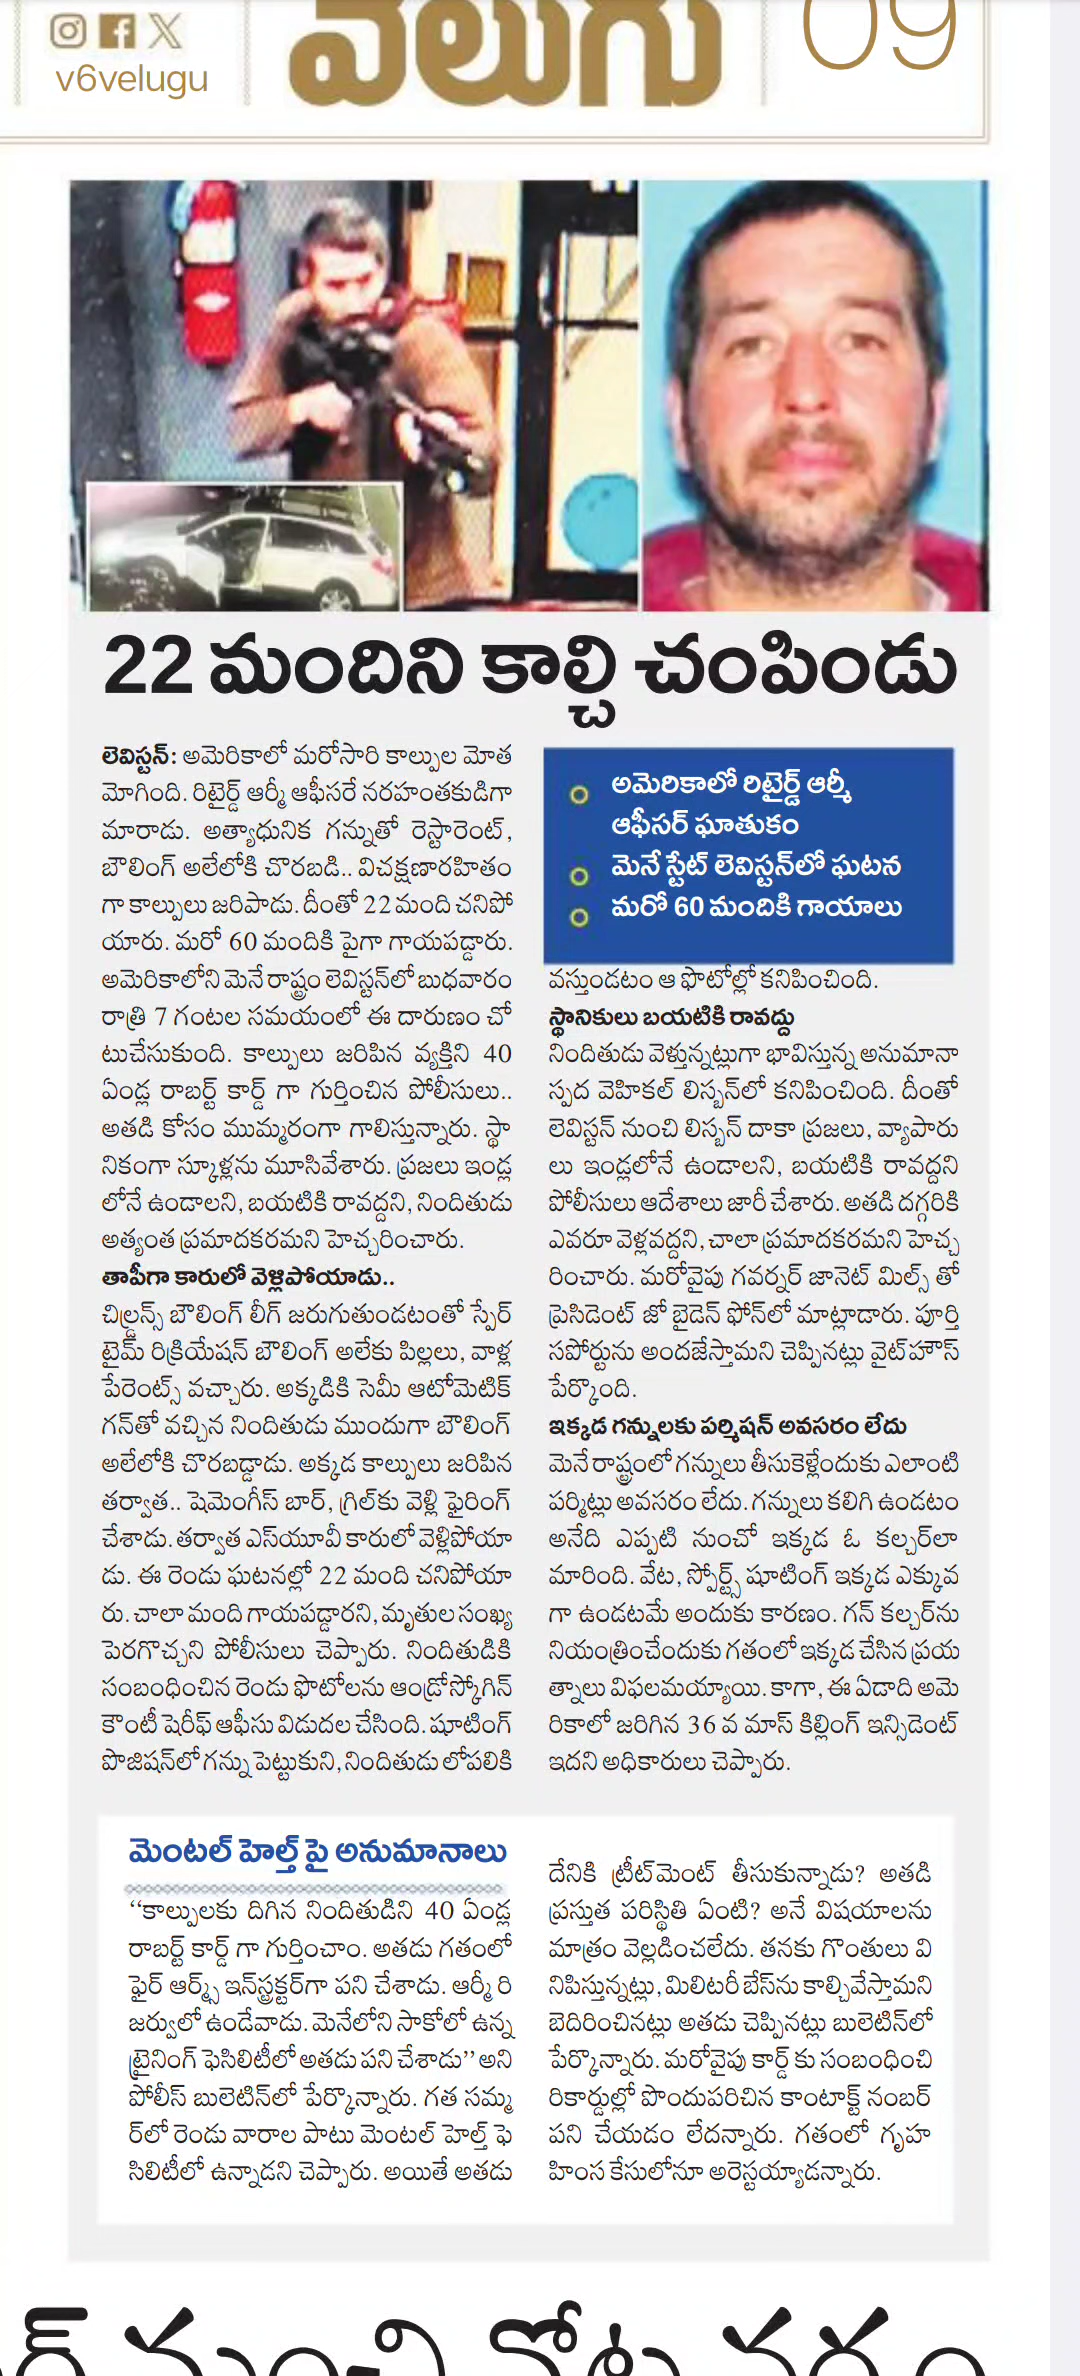 v6velugu
వెలుగు
09
22 మందిని కాల్చి చంపిండు
లెవిస్టన్: అమెరికాలో మరోసారి కాల్పుల మోత
మోగింది. రిటైర్డ్ ఆర్మీ ఆఫీసరే నరహంతకుడిగా
మారాడు. అత్యాధునిక గన్నుతో రెస్టారెంట్,
బౌలింగ్ అలేలోకి చొరబడి.. విచక్షణారహితం
గా కాల్పులు జరిపాడు. దీంతో 22 మంది చనిపో
యారు. మరో 60 మందికి పైగా గాయపడ్డారు.
అమెరికాలోని మెనే రాష్ట్రం లెవిస్టన్‌లో బుధవారం
రాత్రి 7 గంటల సమయంలో ఈ దారుణం చో
టుచేసుకుంది. కాల్పులు జరిపిన వ్యక్తిని 40
ఏండ్ల రాబర్ట్ కార్డ్ గా గుర్తించిన పోలీసులు..
అతడి కోసం ముమ్మరంగా గాలిస్తున్నారు. స్థా
నికంగా స్కూళ్లను మూసివేశారు. ప్రజలు ఇండ్ల
లోనే ఉండాలని, బయటికి రావద్దని, నిందితుడు
అత్యంత ప్రమాదకరమని హెచ్చరించారు.
తాపీగా కారులో వెళ్లిపోయాడు..
చిల్డ్రన్స్ బౌలింగ్ లీగ్ జరుగుతుండటంతో స్పేర్
టైమ్ రిక్రియేషన్ బౌలింగ్ అలేకు పిల్లలు, వాళ్ల
పేరెంట్స్ వచ్చారు. అక్కడికి సెమీ ఆటోమెటిక్
గన్‌తో వచ్చిన నిందితుడు ముందుగా బౌలింగ్
అలేలోకి చొరబడ్డాడు. అక్కడ కాల్పులు జరిపిన
తర్వాత.. షెమెంగీస్ బార్, గ్రిల్‌కు వెళ్లి ఫైరింగ్
చేశాడు. తర్వాత ఎస్‌యూవీ కారులో వెళ్లిపోయా
డు. ఈ రెండు ఘటనల్లో 22 మంది చనిపోయా
రు. చాలా మంది గాయపడ్డారని, మృతుల సంఖ్య
పెరగొచ్చని పోలీసులు చెప్పారు. నిందితుడికి
సంబంధించిన రెండు ఫొటోలను ఆండ్రోస్కోగిన్
కౌంటీ షెరీఫ్ ఆఫీసు విడుదల చేసింది. షూటింగ్
పొజిషన్‌లో గన్ను పెట్టుకుని, నిందితుడు లోపలికి
అమెరికాలో రిటైర్డ్ ఆర్మీ
ఆఫీసర్ ఘాతుకం
మెనే స్టేట్ లెవిస్టన్‌లో ఘటన
మరో 60 మందికి గాయాలు
వస్తుండటం ఆ ఫొటోల్లో కనిపించింది.
స్థానికులు బయటికి రావద్దు
నిందితుడు వెళ్తున్నట్లుగా భావిస్తున్న అనుమానా
స్పద వెహికల్ లిస్బన్‌లో కనిపించింది. దీంతో
లెవిస్టన్ నుంచి లిస్బన్ దాకా ప్రజలు, వ్యాపారు
లు ఇండ్లలోనే ఉండాలని, బయటికి రావద్దని
పోలీసులు ఆదేశాలు జారీ చేశారు. అతడి దగ్గరికి
ఎవరూ వెళ్లవద్దని, చాలా ప్రమాదకరమని హెచ్చ
రించారు. మరోవైపు గవర్నర్ జానెట్ మిల్స్ తో
ప్రెసిడెంట్ జో బైడెన్ ఫోన్‌లో మాట్లాడారు. పూర్తి
సపోర్టును అందజేస్తామని చెప్పినట్లు వైట్‌హౌస్
పేర్కొంది.
ఇక్కడ గన్నులకు పర్మిషన్ అవసరం లేదు
మెనే రాష్ట్రంలో గన్నులు తీసుకెళ్లేందుకు ఎలాంటి
పర్మిట్లు అవసరం లేదు. గన్నులు కలిగి ఉండటం
అనేది ఎప్పటి నుంచో ఇక్కడ ఓ కల్చర్‌లా
మారింది. వేట, స్పోర్ట్స్ షూటింగ్ ఇక్కడ ఎక్కువ
గా ఉండటమే అందుకు కారణం. గన్ కల్చర్‌ను
నియంత్రించేందుకు గతంలో ఇక్కడ చేసిన ప్రయ
త్నాలు విఫలమయ్యాయి. కాగా, ఈ ఏడాది అమె
రికాలో జరిగిన 36 వ మాస్ కిల్లింగ్ ఇన్సిడెంట్
ఇదని అధికారులు చెప్పారు.
మెంటల్ హెల్త్ పై అనుమానాలు
‘‘కాల్పులకు దిగిన నిందితుడిని 40 ఏండ్ల
రాబర్ట్ కార్డ్ గా గుర్తించాం. అతడు గతంలో
ఫైర్ ఆర్మ్స్ ఇన్‌స్ట్రక్టర్‌గా పని చేశాడు. ఆర్మీ రి
జర్వులో ఉండేవాడు. మెనేలోని సాకోలో ఉన్న
ట్రైనింగ్ ఫెసిలిటీలో అతడు పని చేశాడు’’ అని
పోలీస్ బులెటిన్‌లో పేర్కొన్నారు. గత సమ్మ
ర్‌లో రెండు వారాల పాటు మెంటల్ హెల్త్ ఫె
సిలిటీలో ఉన్నాడని చెప్పారు. అయితే అతడు
దేనికి ట్రీట్‌మెంట్ తీసుకున్నాడు? అతడి
ప్రస్తుత పరిస్థితి ఏంటి? అనే విషయాలను
మాత్రం వెల్లడించలేదు. తనకు గొంతులు వి
నిపిస్తున్నట్లు, మిలిటరీ బేస్‌ను కాల్చివేస్తామని
బెదిరించినట్లు అతడు చెప్పినట్లు బులెటిన్‌లో
పేర్కొన్నారు. మరోవైపు కార్డ్ కు సంబంధించి
రికార్డుల్లో పొందుపరిచిన కాంటాక్ట్ నంబర్
పని చేయడం లేదన్నారు. గతంలో గృహ
హింస కేసులోనూ అరెస్టయ్యాడన్నారు.